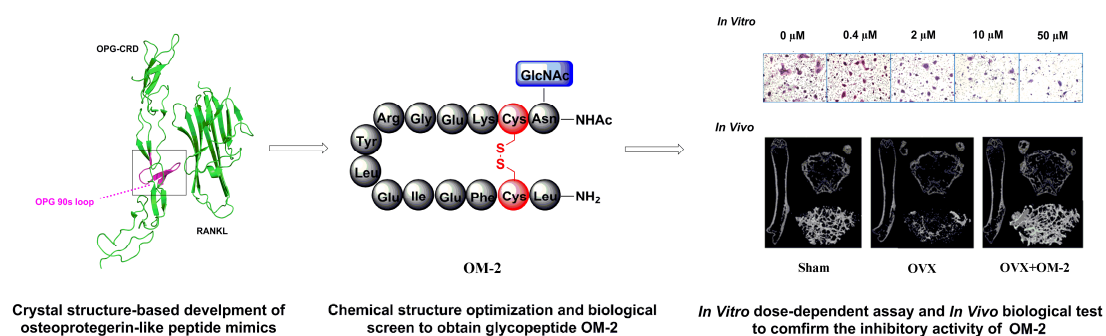 OPG-CRD
OPG 90s loop
RANKL
Crystal structure-based develpment of
osteoprotegerin-like peptide mimics
GlcNAc
Arg Gly Glu Lys Cys Asn NHAc
Tyr
S
S
Leu
Glu Ile Glu Phe Cys Leu NH2
OM-2
Chemical structure optimization and biological
screen to obtain glycopeptide OM-2
In Vitro
0 μM 0.4 μM 2 μM 10 μM 50 μM
In Vivo
Sham OVX OVX+OM-2
In Vitro dose-dependent assay and In Vivo biological test
to comfirm the inhibitory activity of OM-2